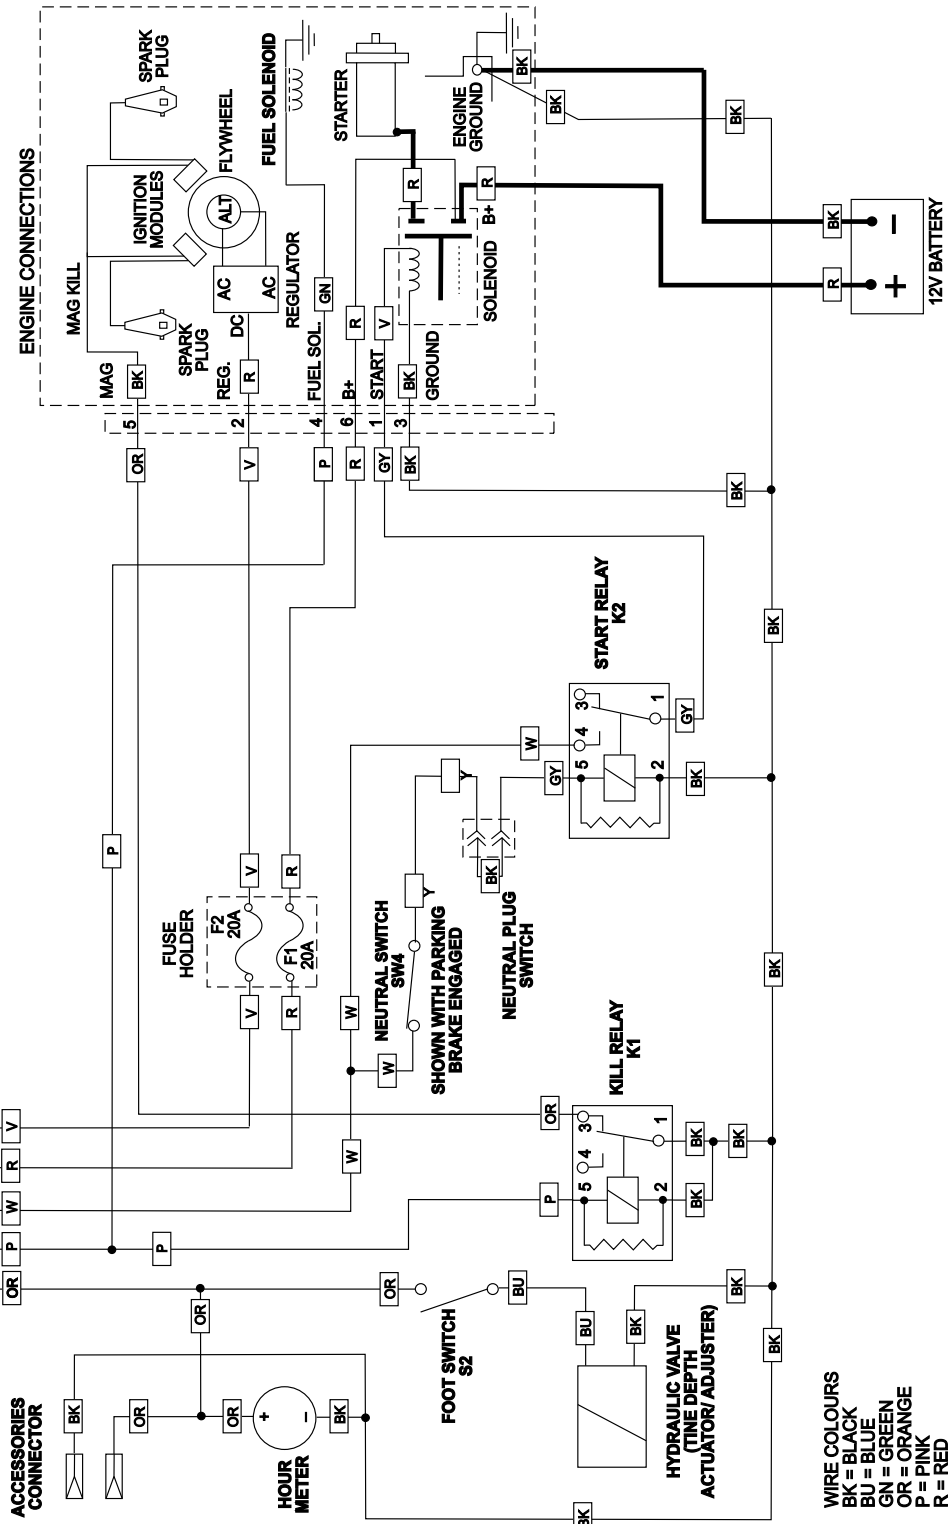 ENGINE CONNECTIONS
SPARK
PLUG
FLYWHEEL
FUEL SOLENOID
STARTER
ENGINE
GROUND
BK
BK
BK
MAG KILL
IGNITION
MODULES
ALT
AC
AC
DC
REGULATOR
R
R
B+
SOLENOID
BK
R
–
+
12V BATTERY
SPARK
PLUG
MAG
BK
REG.
R
FUEL SOL.
GN
B+
R
START
V
GROUND
BK
5
2
4
6
1
3
OR
V
P
R
GY
BK
BK
START RELAY
K2
BK
3
4
5
1
2
GY
BK
W
GY
Y
Y
BK
P
V
R
FUSE
HOLDER
F2
20A
F1
20A
V
R
NEUTRAL SWITCH
SW4
SHOWN WITH PARKING
BRAKE ENGAGED
NEUTRAL PLUG
SWITCH
BK
W
W
W
KILL RELAY
K1
OR
3
4
5
1
2
BK
BK
BK
P
V
R
W
P
OR
P
OR
OR
BU
FOOT SWITCH
S2
BU
BK
BK
BK
HYDRAULIC VALVE
(TINE DEPTH
ACTUATOR/ ADJUSTER)
ACCESSORIES
CONNECTOR
BK
OR
OR
+
–
BK
HOUR
METER
BK
WIRE COLOURS
BK = BLACK
BU = BLUE
GN = GREEN
OR = ORANGE
P = PINK
R = RED